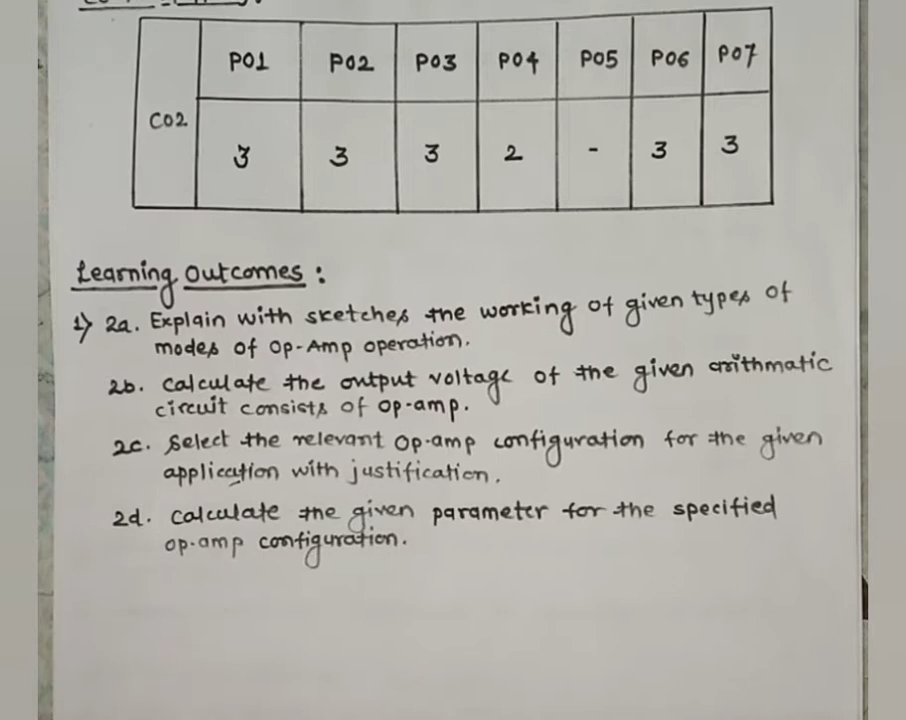 PO1 PO2 PO3 PO4 PO5 PO6 PO7
CO2
3 3 3 2 - 3 3
Learning Outcomes :
1) 2a. Explain with sketches the working of given types of
modes of Op-Amp operation.
2b. Calculate the output voltage of the given arithmatic
circuit consists of op-amp.
2c. Select the relevant Op-amp configuration for the given
application with justification.
2d. Calculate the given parameter for the specified
op-amp configuration.